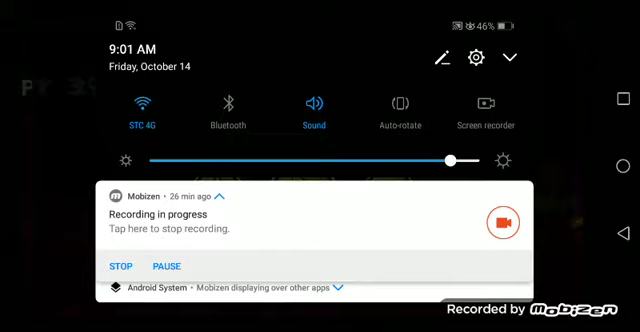 46%
9:01 AM
Friday, October 14
STC 4G
Bluetooth
Sound
Auto-rotate
Screen recorder
Mobizen • 26 min ago
Recording in progress
Tap here to stop recording.
STOP
PAUSE
Android System • Mobizen displaying over other apps
Recorded by mobizen